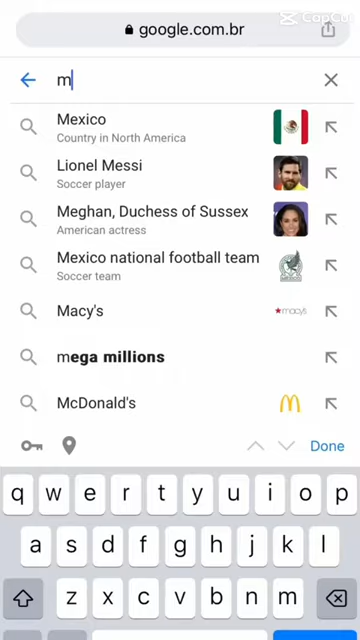 CapCut
google.com.br
m
Mexico
Country in North America
Lionel Messi
Soccer player
Meghan, Duchess of Sussex
American actress
Mexico national football team
Soccer team
Macy's
★macys
mega millions
McDonald's
Done
q w e r t y u i o p
a s d f g h j k l
z x c v b n m